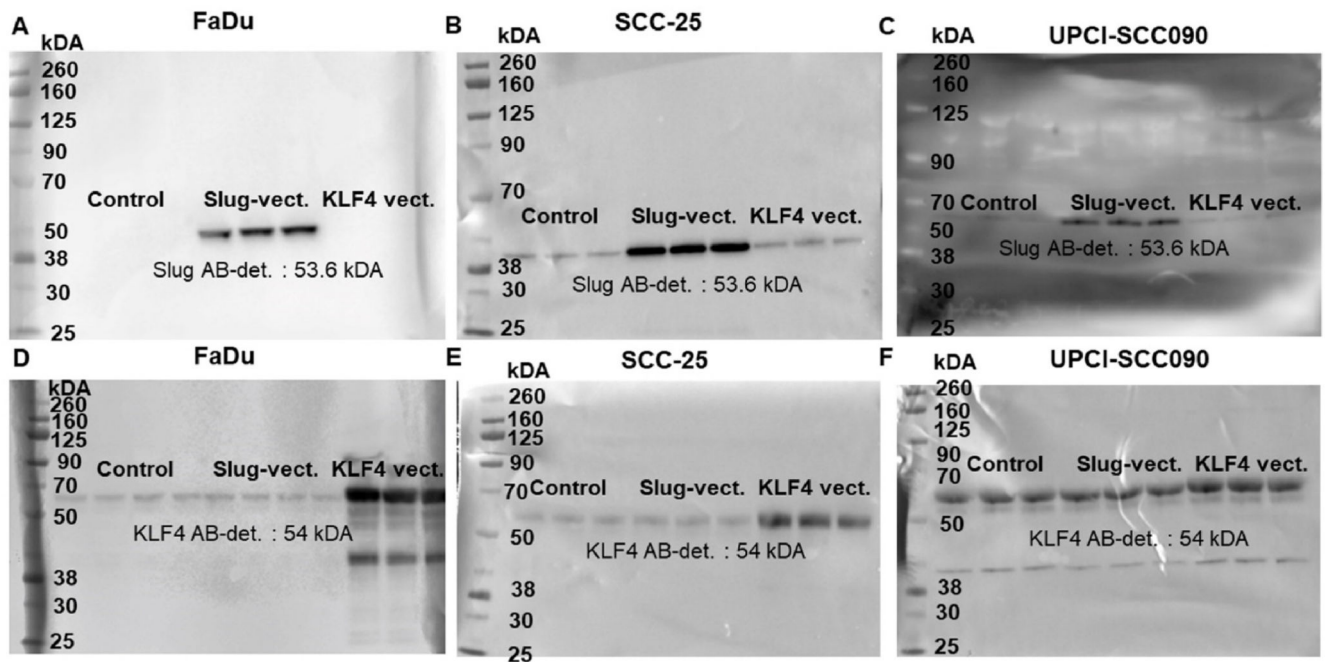 A
FaDu
kDA
260
160
125
90
70
50
38
30
25
Control
Slug-vect.
KLF4 vect.
Slug AB-det. : 53.6 kDA
B
SCC-25
kDA
260
160
125
90
70
50
38
30
25
Control
Slug-vect.
KLF4 vect.
Slug AB-det. : 53.6 kDA
C
UPCI-SCC090
kDA
260
160
125
90
70
50
38
30
25
Control
Slug-vect.
KLF4 vect.
Slug AB-det. : 53.6 kDA
D
FaDu
kDA
260
160
125
90
70
50
38
30
25
Control
Slug-vect.
KLF4 vect.
KLF4 AB-det. : 54 kDA
E
SCC-25
kDA
260
160
125
90
70
50
38
30
25
Control
Slug-vect.
KLF4 vect.
KLF4 AB-det. : 54 kDA
F
UPCI-SCC090
kDA
260
160
125
90
70
50
38
30
25
Control
Slug-vect.
KLF4 vect.
KLF4 AB-det. : 54 kDA